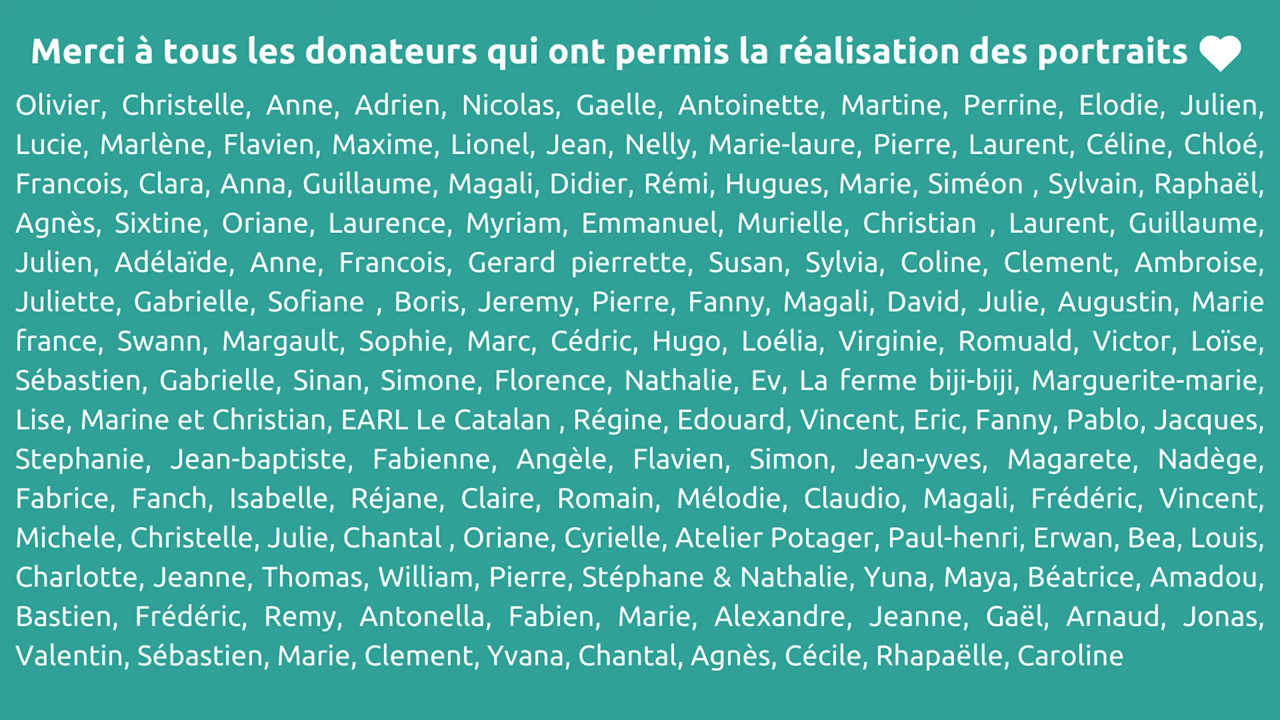 Merci à tous les donateurs qui ont permis la réalisation des portraits
Olivier, Christelle, Anne, Adrien, Nicolas, Gaelle, Antoinette, Martine, Perrine, Elodie, Julien,
Lucie, Marlène, Flavien, Maxime, Lionel, Jean, Nelly, Marie-laure, Pierre, Laurent, Céline, Chloé,
Francois, Clara, Anna, Guillaume, Magali, Didier, Rémi, Hugues, Marie, Siméon , Sylvain, Raphaël,
Agnès, Sixtine, Oriane, Laurence, Myriam, Emmanuel, Murielle, Christian , Laurent, Guillaume,
Julien, Adélaïde, Anne, Francois, Gerard pierrette, Susan, Sylvia, Coline, Clement, Ambroise,
Juliette, Gabrielle, Sofiane , Boris, Jeremy, Pierre, Fanny, Magali, David, Julie, Augustin, Marie
france, Swann, Margault, Sophie, Marc, Cédric, Hugo, Loélia, Virginie, Romuald, Victor, Loïse,
Sébastien, Gabrielle, Sinan, Simone, Florence, Nathalie, Ev, La ferme biji-biji, Marguerite-marie,
Lise, Marine et Christian, EARL Le Catalan , Régine, Edouard, Vincent, Eric, Fanny, Pablo, Jacques,
Stephanie, Jean-baptiste, Fabienne, Angèle, Flavien, Simon, Jean-yves, Magarete, Nadège,
Fabrice, Fanch, Isabelle, Réjane, Claire, Romain, Mélodie, Claudio, Magali, Frédéric, Vincent,
Michele, Christelle, Julie, Chantal , Oriane, Cyrielle, Atelier Potager, Paul-henri, Erwan, Bea, Louis,
Charlotte, Jeanne, Thomas, William, Pierre, Stéphane & Nathalie, Yuna, Maya, Béatrice, Amadou,
Bastien, Frédéric, Remy, Antonella, Fabien, Marie, Alexandre, Jeanne, Gaël, Arnaud, Jonas,
Valentin, Sébastien, Marie, Clement, Yvana, Chantal, Agnès, Cécile, Rhapaëlle, Caroline